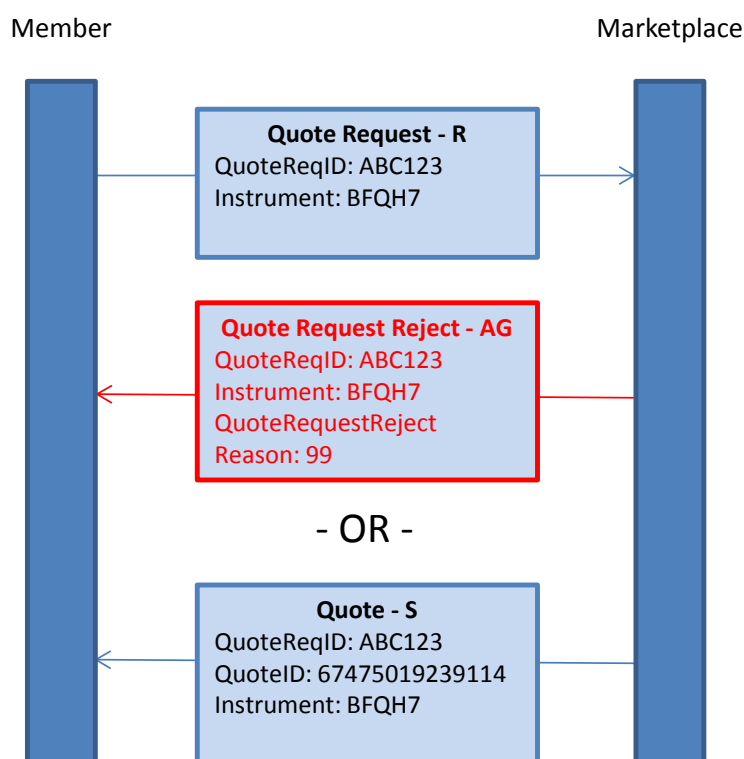 Member
Marketplace
Quote Request - R
QuoteReqID: ABC123
Instrument: BFQH7
Quote Request Reject - AG
QuoteReqID: ABC123
Instrument: BFQH7
QuoteRequestReject
Reason: 99
- OR -
Quote - S
QuoteReqID: ABC123
QuoteID: 67475019239114
Instrument: BFQH7